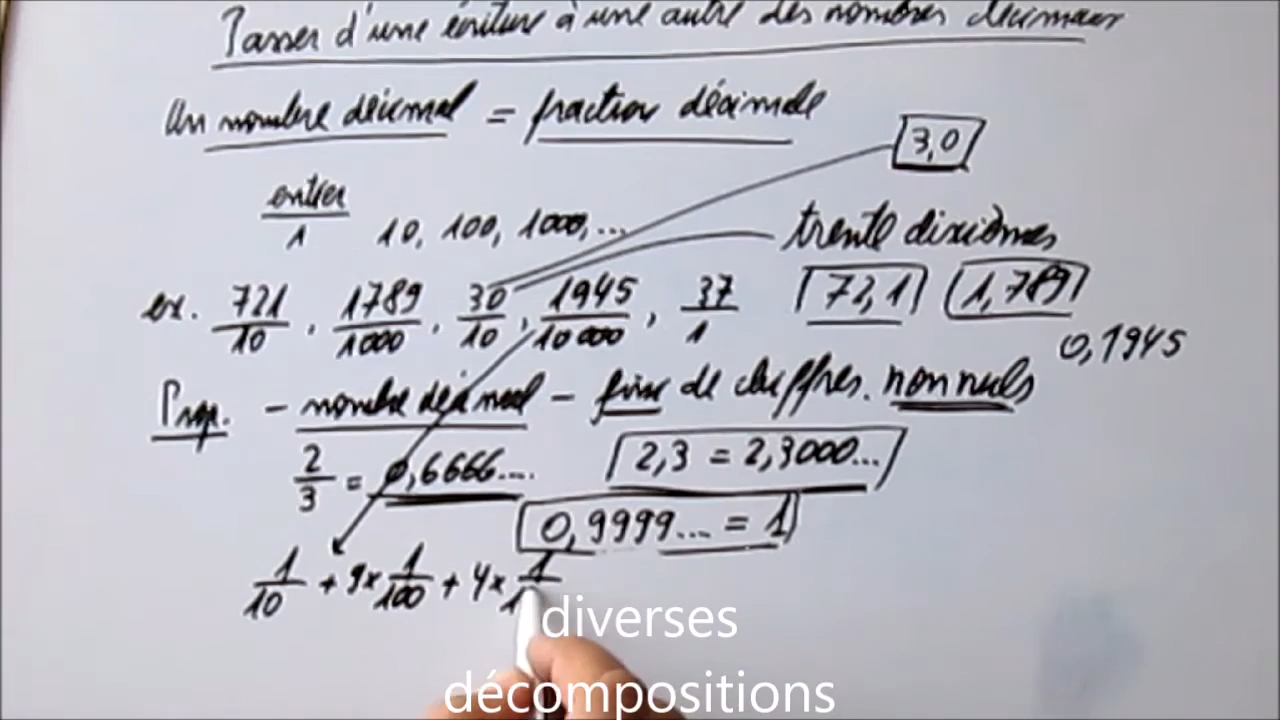 Passer d'une écriture à une autre des nombres décimaux
Un nombre décimal = fraction décimale
3,0
entier
1
10, 100, 1000,...
trente dixièmes
ex. 721/10, 1789/1000, 30/10, 1945/10000, 37/1
72,1
1,789
0,1945
Prop. - nombre décimal - finie de chiffres non nuls
2/3 = 0,6666....
2,3 = 2,3000...
0,9999... = 1
1/10 + 9 × 1/100 + 4 × 1/
diverses
décompositions